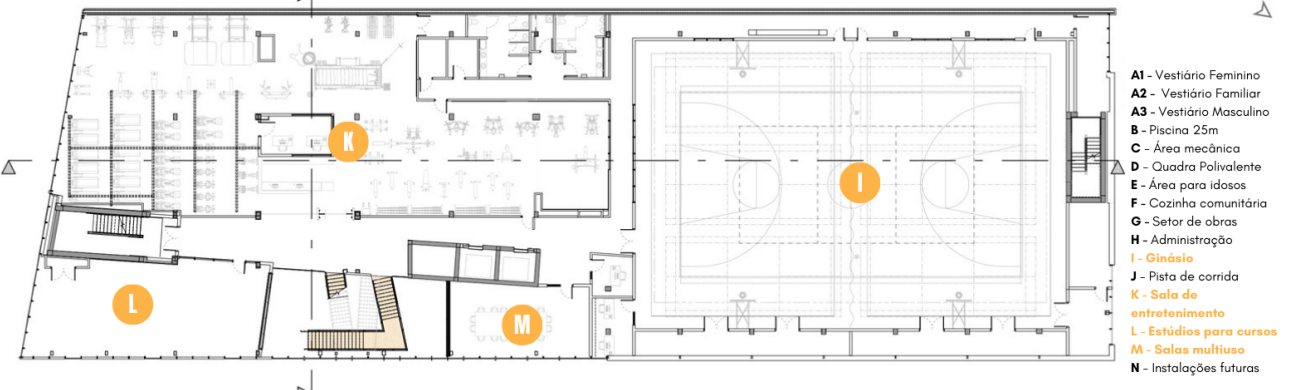 K
I
L
M
A1 - Vestiário Feminino
A2 - Vestiário Familiar
A3 - Vestiário Masculino
B - Piscina 25m
C - Área mecânica
D - Quadra Polivalente
E - Área para idosos
F - Cozinha comunitária
G - Setor de obras
H - Administração
I - Ginásio
J - Pista de corrida
K - Sala de
entretenimento
L - Estúdios para cursos
M - Salas multiuso
N - Instalações futuras